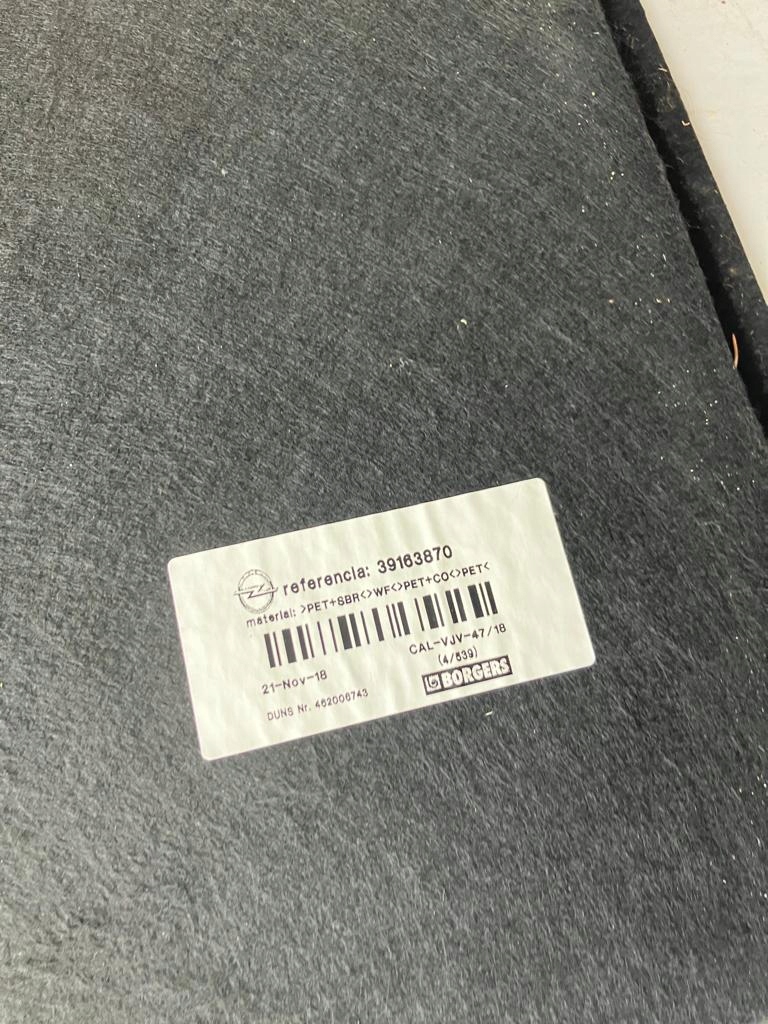 referencia: 39163870
material: >PET+SBR<>WF<>PET+CO<>PET<
CAL-VJV-47/18
21-Nov-18
(4/539)
DUNS Nr. 462006743
BORGERS